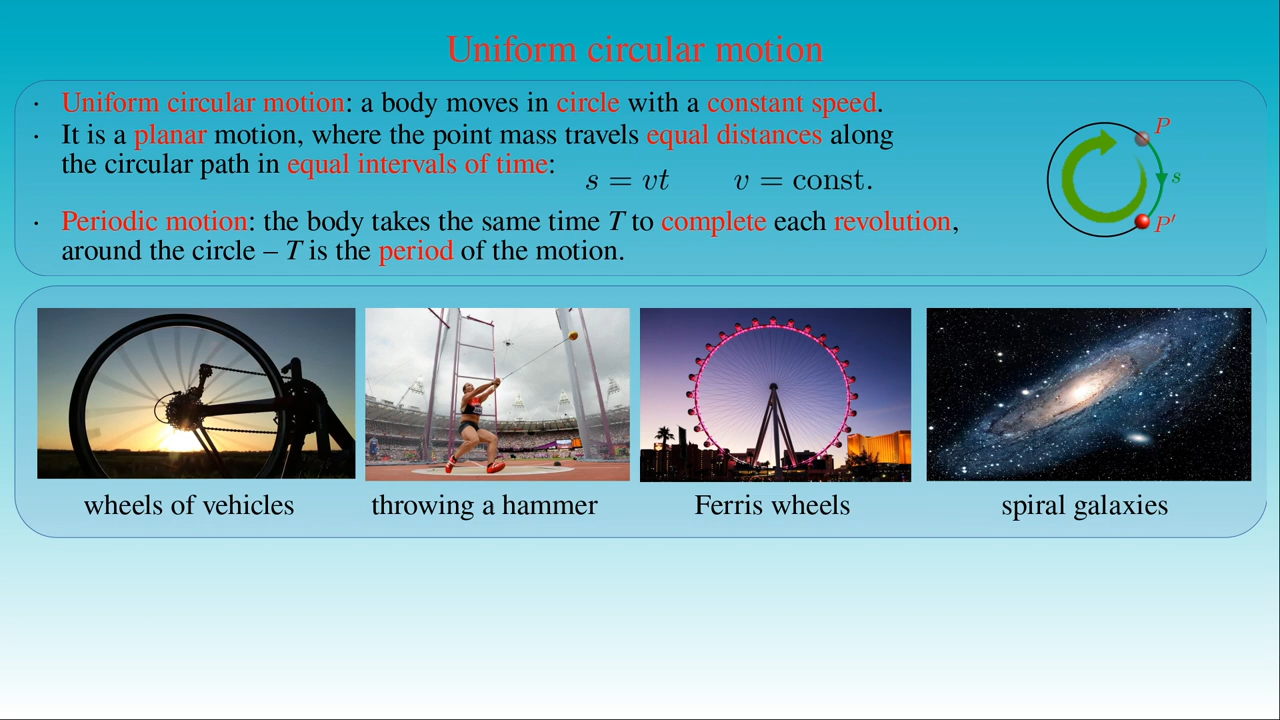 Uniform circular motion
· Uniform circular motion: a body moves in circle with a constant speed.
· It is a planar motion, where the point mass travels equal distances along
the circular path in equal intervals of time:
s = vt v = const.
· Periodic motion: the body takes the same time T to complete each revolution,
around the circle – T is the period of the motion.
P
s
P′
wheels of vehicles
throwing a hammer
Ferris wheels
spiral galaxies